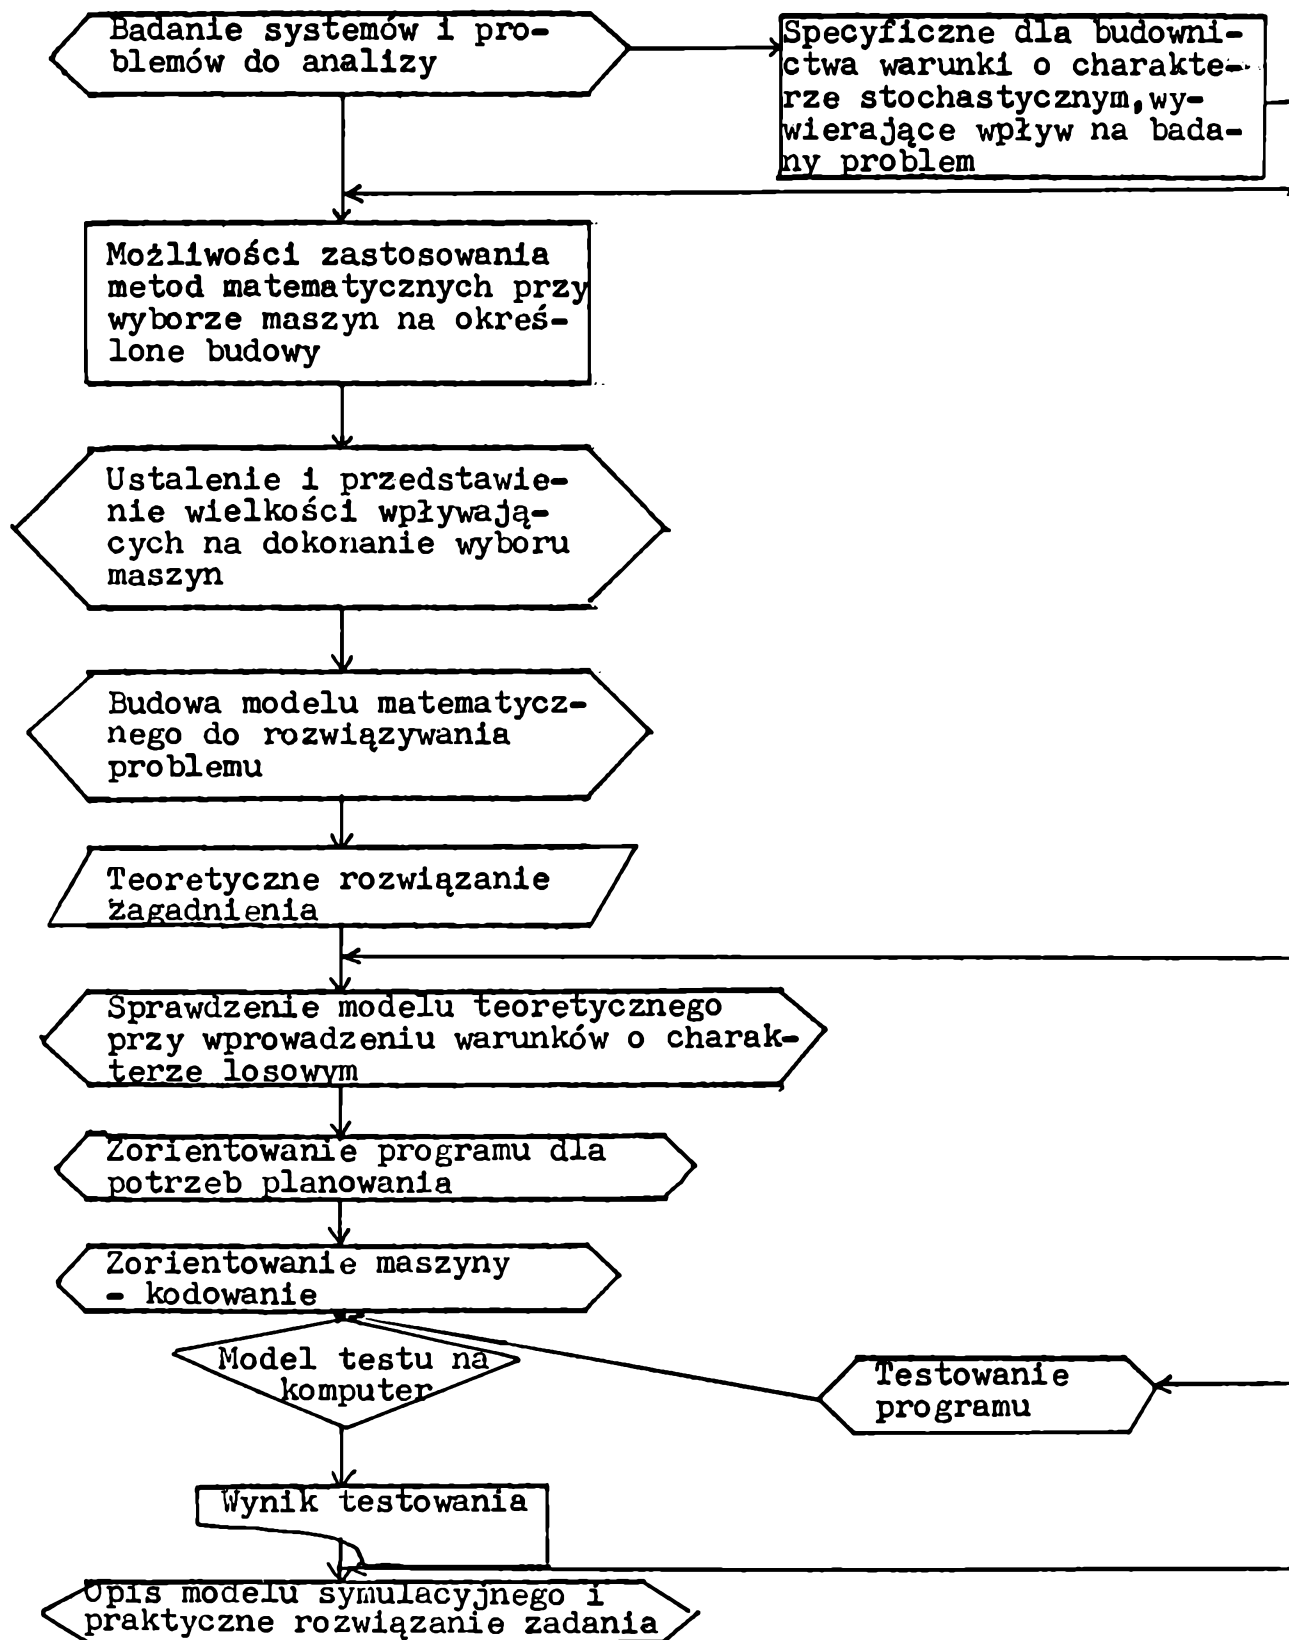 Badanie systemów i pro-
blemów do analizy
Specyficzne dla budowni-
ctwa warunki o charakte-
rze stochastycznym,wy-
wierające wpływ na bada-
ny problem
Możliwości zastosowania
metod matematycznych przy
wyborze maszyn na okreś-
lone budowy
Ustalenie i przedstawie-
nie wielkości wpływają-
cych na dokonanie wyboru
maszyn
Budowa modelu matematycz-
nego do rozwiązywania
problemu
Teoretyczne rozwiązanie
zagadnienia
Sprawdzenie modelu teoretycznego
przy wprowadzeniu warunków o charak-
terze losowym
Zorientowanie programu dla
potrzeb planowania
Zorientowanie maszyny
- kodowanie
Model testu na
komputer
Testowanie
programu
Wynik testowania
Opis modelu symulacyjnego i
praktyczne rozwiązanie zadania